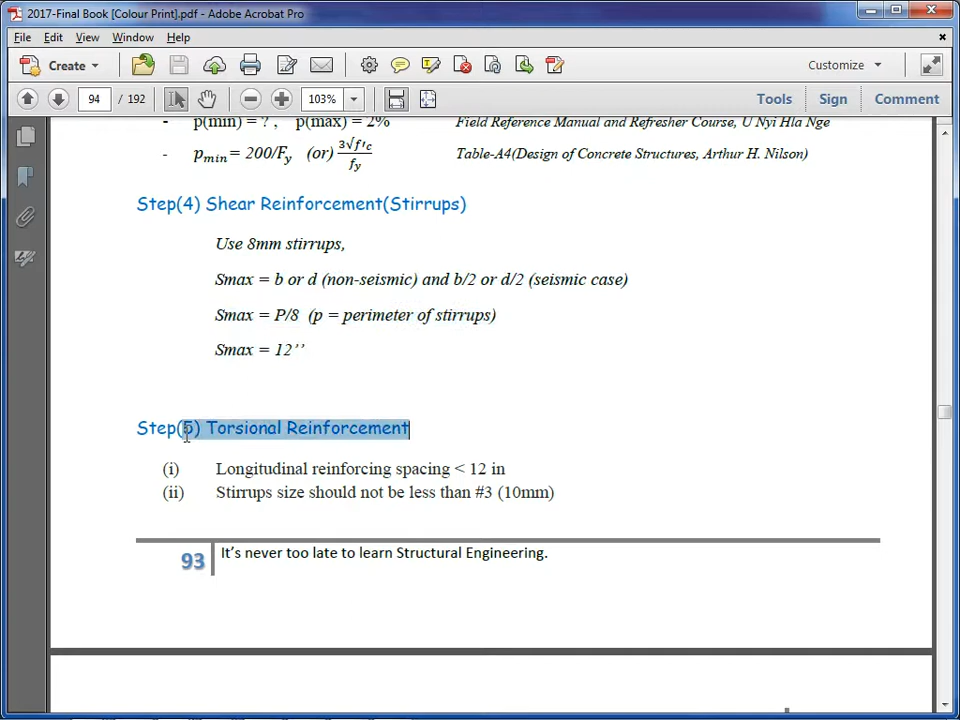 2017-Final Book [Colour Print].pdf - Adobe Acrobat Pro
File Edit View Window Help
Create Customize
94 / 192 103% Tools Sign Comment
- p(min) = ? , p(max) = 2% Field Reference Manual and Refresher Course, U Nyi Hla Nge
- pmin = 200/Fy (or) 3√f'c/fy Table-A4(Design of Concrete Structures, Arthur H. Nilson)
Step(4) Shear Reinforcement(Stirrups)
Use 8mm stirrups,
Smax = b or d (non-seismic) and b/2 or d/2 (seismic case)
Smax = P/8 (p = perimeter of stirrups)
Smax = 12’’
Step(5) Torsional Reinforcement
(i) Longitudinal reinforcing spacing < 12 in
(ii) Stirrups size should not be less than #3 (10mm)
93 It’s never too late to learn Structural Engineering.